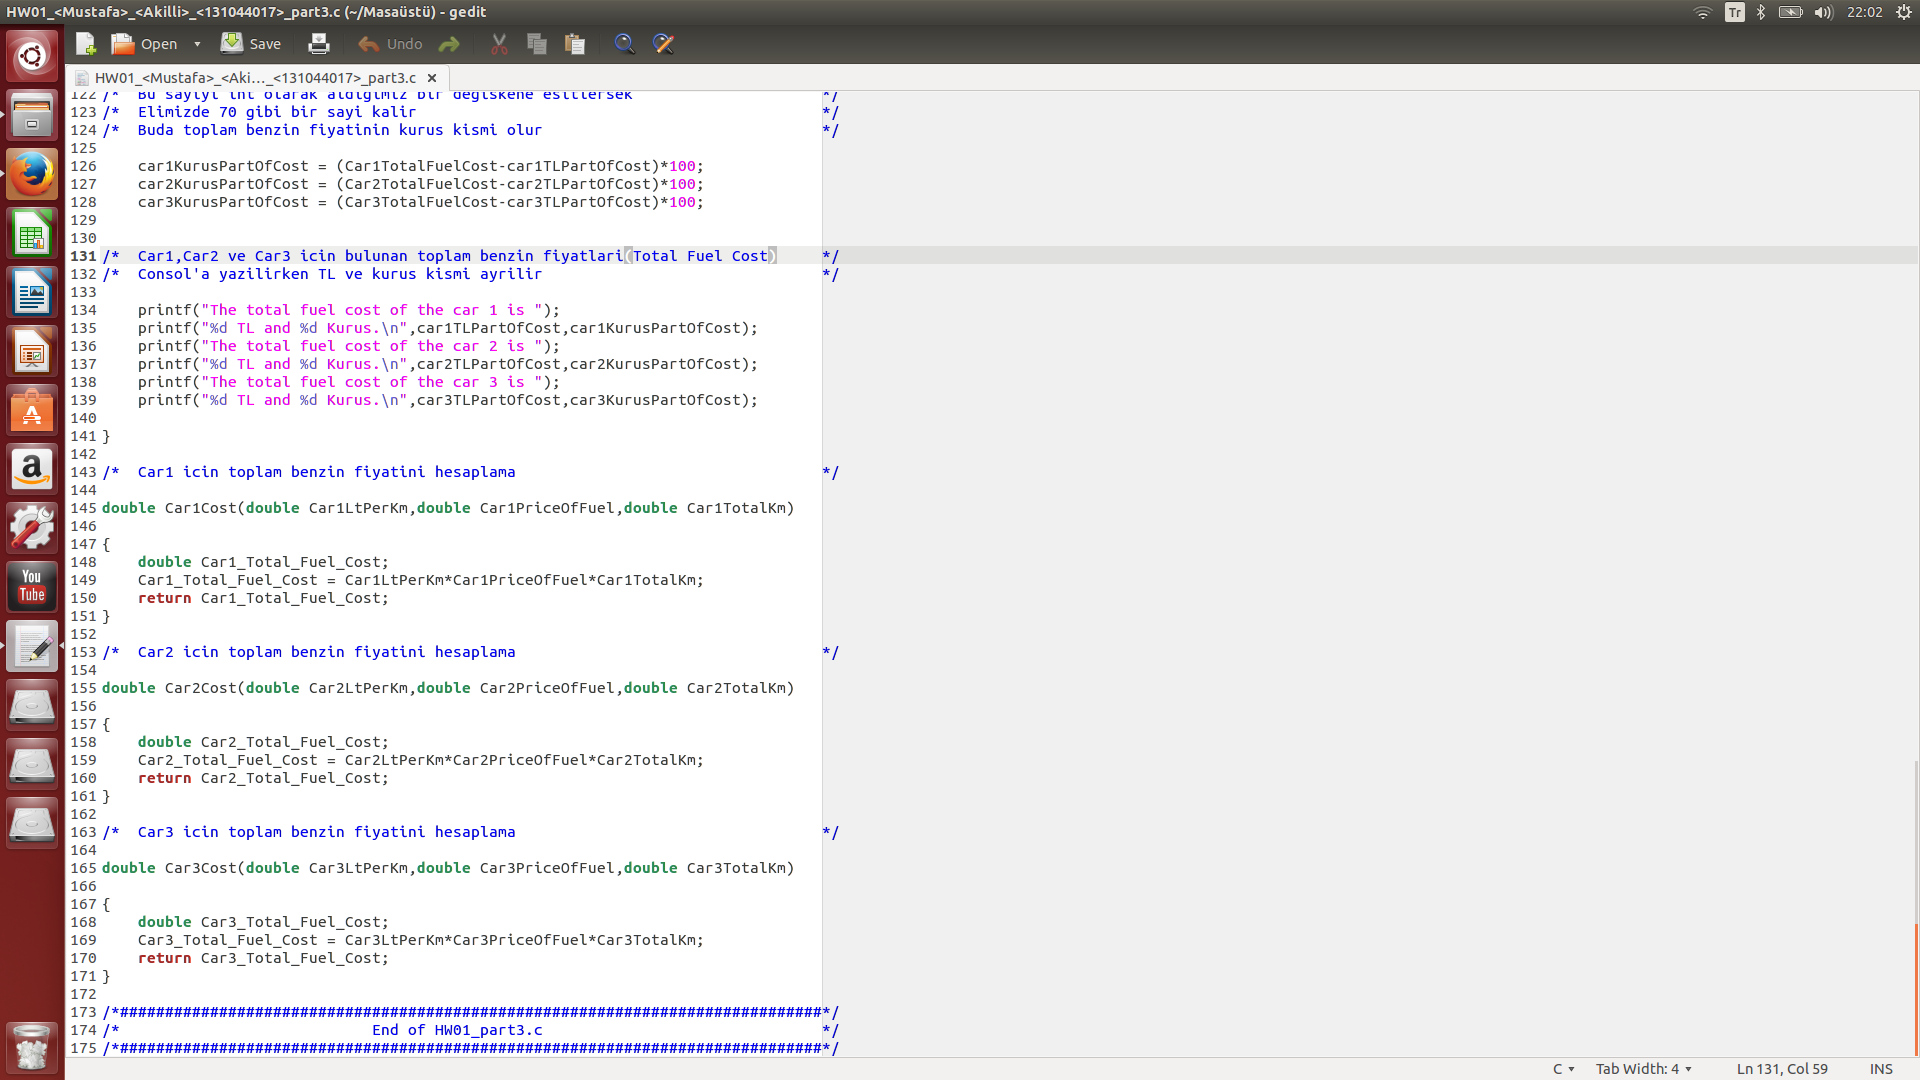 HW01_<Mustafa>_<Akilli>_<131044017>_part3.c (~/Masaüstü) - gedit
Tr 22:02
Open Save Undo
HW01_<Mustafa>_<Aki…_<131044017>_part3.c
122 /*  Bu sayiyi int olarak aldigimiz bir degiskene esitlersek */
123 /*  Elimizde 70 gibi bir sayi kalir */
124 /*  Buda toplam benzin fiyatinin kurus kismi olur */
125
126     car1KurusPartOfCost = (Car1TotalFuelCost-car1TLPartOfCost)*100;
127     car2KurusPartOfCost = (Car2TotalFuelCost-car2TLPartOfCost)*100;
128     car3KurusPartOfCost = (Car3TotalFuelCost-car3TLPartOfCost)*100;
129
130
131 /*  Car1,Car2 ve Car3 icin bulunan toplam benzin fiyatlari(Total Fuel Cost) */
132 /*  Consol'a yazilirken TL ve kurus kismi ayrilir */
133
134     printf("The total fuel cost of the car 1 is ");
135     printf("%d TL and %d Kurus.\n",car1TLPartOfCost,car1KurusPartOfCost);
136     printf("The total fuel cost of the car 2 is ");
137     printf("%d TL and %d Kurus.\n",car2TLPartOfCost,car2KurusPartOfCost);
138     printf("The total fuel cost of the car 3 is ");
139     printf("%d TL and %d Kurus.\n",car3TLPartOfCost,car3KurusPartOfCost);
140
141 }
142
143 /*  Car1 icin toplam benzin fiyatini hesaplama */
144
145 double Car1Cost(double Car1LtPerKm,double Car1PriceOfFuel,double Car1TotalKm)
146
147 {
148     double Car1_Total_Fuel_Cost;
149     Car1_Total_Fuel_Cost = Car1LtPerKm*Car1PriceOfFuel*Car1TotalKm;
150     return Car1_Total_Fuel_Cost;
151 }
152
153 /*  Car2 icin toplam benzin fiyatini hesaplama */
154
155 double Car2Cost(double Car2LtPerKm,double Car2PriceOfFuel,double Car2TotalKm)
156
157 {
158     double Car2_Total_Fuel_Cost;
159     Car2_Total_Fuel_Cost = Car2LtPerKm*Car2PriceOfFuel*Car2TotalKm;
160     return Car2_Total_Fuel_Cost;
161 }
162
163 /*  Car3 icin toplam benzin fiyatini hesaplama */
164
165 double Car3Cost(double Car3LtPerKm,double Car3PriceOfFuel,double Car3TotalKm)
166
167 {
168     double Car3_Total_Fuel_Cost;
169     Car3_Total_Fuel_Cost = Car3LtPerKm*Car3PriceOfFuel*Car3TotalKm;
170     return Car3_Total_Fuel_Cost;
171 }
172
173 /*##############################################################################*/
174 /*                            End of HW01_part3.c                               */
175 /*##############################################################################*/
You
Tube
C Tab Width: 4 Ln 131, Col 59 INS